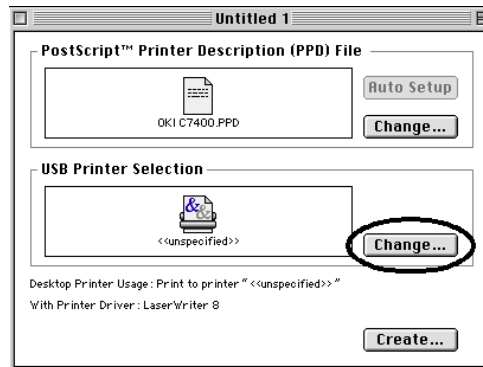 Untitled 1
PostScript™ Printer Description (PPD) File
Auto Setup
OKI C7400.PPD
Change...
USB Printer Selection
&&
<<unspecified>>
Change...
Desktop Printer Usage: Print to printer "<<unspecified>>"
With Printer Driver: LaserWriter 8
Create...